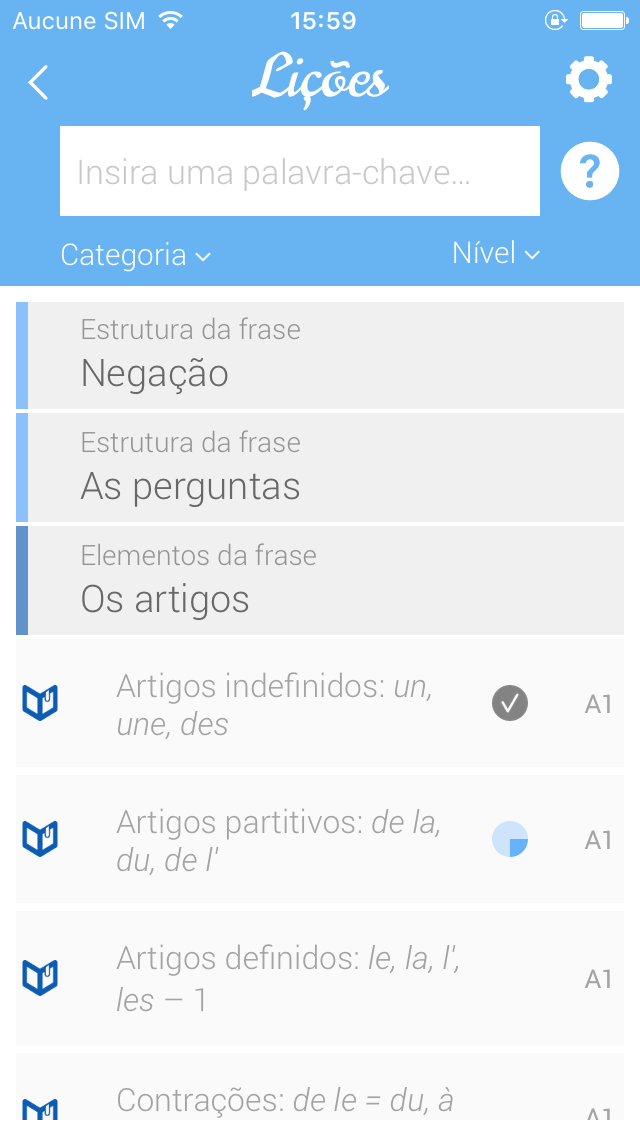 Aucune SIM 15:59
Lições
Insira uma palavra-chave...
?
Categoria Nível
Estrutura da frase
Negação
Estrutura da frase
As perguntas
Elementos da frase
Os artigos
Artigos indefinidos: un,
une, des
A1
Artigos partitivos: de la,
du, de l'
A1
Artigos definidos: le, la, l',
les – 1
A1
Contrações: de le = du, à
A1